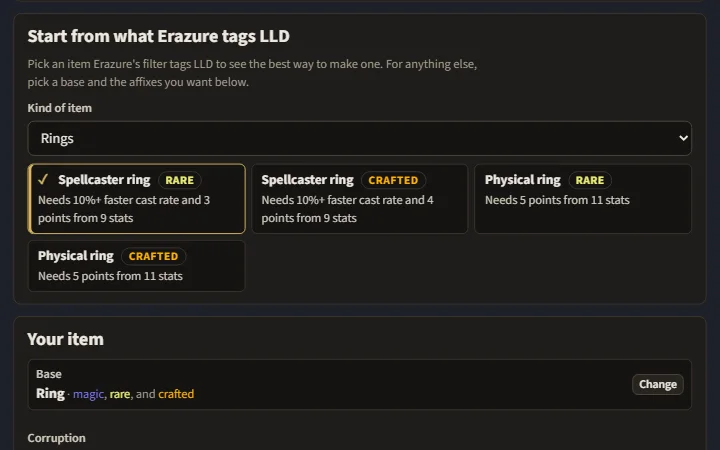 Start from what Erazure tags LLD
Pick an item Erazure's filter tags LLD to see the best way to make one. For anything else,
pick a base and the affixes you want below.
Kind of item
Rings
✓ Spellcaster ring RARE
Needs 10%+ faster cast rate and 3
points from 9 stats
Spellcaster ring CRAFTED
Needs 10%+ faster cast rate and 4
points from 9 stats
Physical ring RARE
Needs 5 points from 11 stats
Physical ring CRAFTED
Needs 5 points from 11 stats
Your item
Base
Ring · magic, rare, and crafted
Change
Corruption